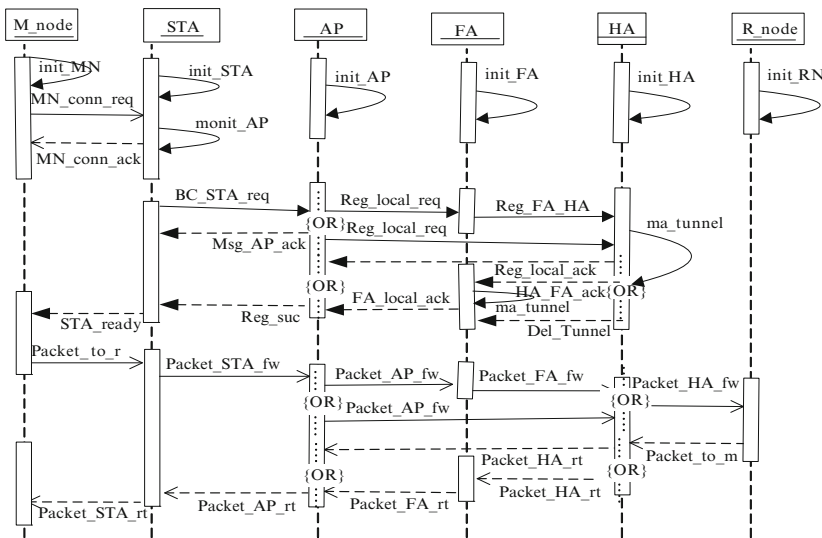 M_node STA AP FA HA R_node
init_MN
init_STA
init_AP
init_FA
init_HA
init_RN
MN_conn_req
monit_AP
MN_conn_ack
BC_STA_req
Reg_local_req
Reg_FA_HA
{OR}
Reg_local_req
ma_tunnel
Msg_AP_ack
Reg_local_ack
{OR}
HA_FA_ack
{OR}
FA_local_ack
ma_tunnel
Reg_suc
STA_ready
Del_Tunnel
Packet_to_r
Packet_STA_fw
Packet_AP_fw
Packet_FA_fw
Packet_HA_fw
{OR}
{OR}
Packet_AP_fw
Packet_to_m
Packet_HA_rt
{OR}
{OR}
Packet_HA_rt
Packet_STA_rt
Packet_AP_rt
Packet_FA_rt